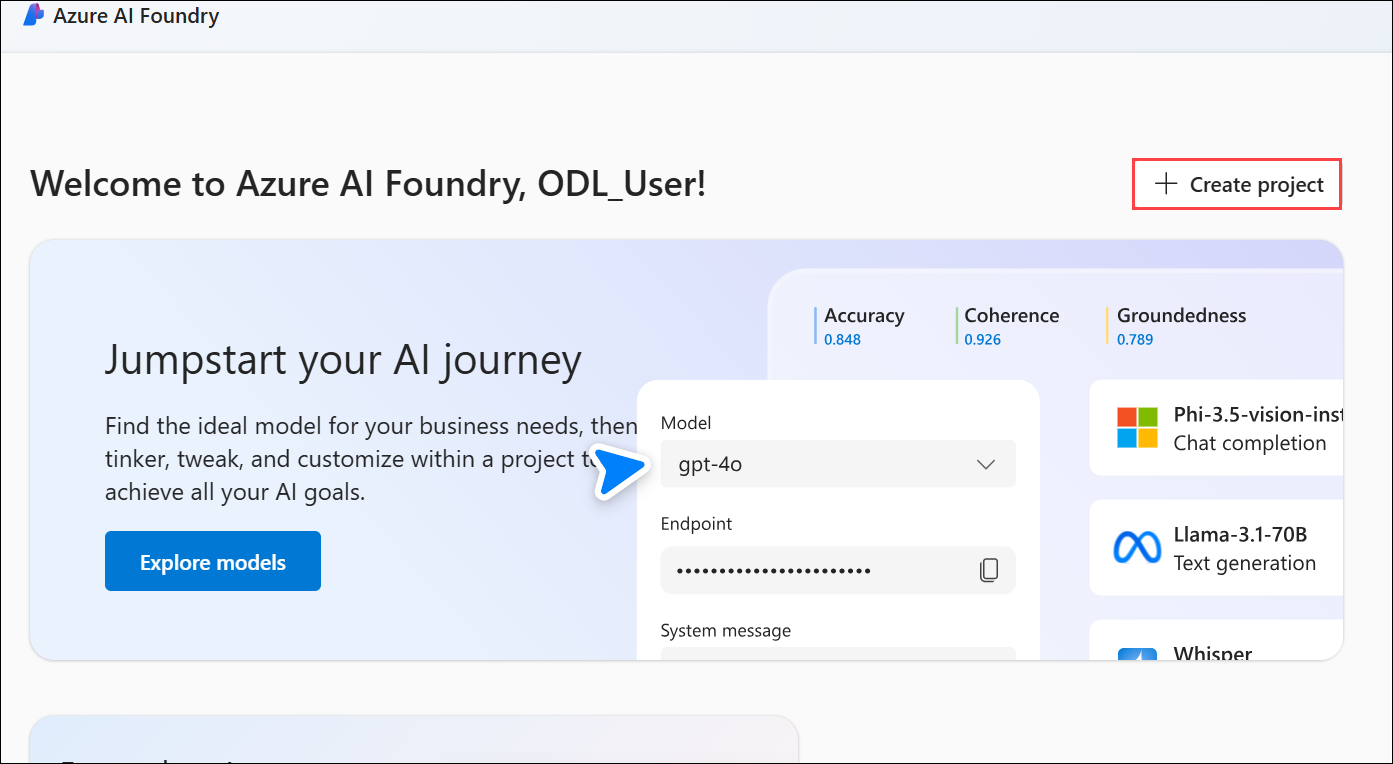 Azure AI Foundry
Welcome to Azure AI Foundry, ODL_User!
Create project
Jumpstart your AI journey
Find the ideal model for your business needs, then
tinker, tweak, and customize within a project
achieve all your AI goals.
Explore models
Accuracy
0.848
Coherence
0.926
Groundedness
0.789
Model
gpt-4o
Endpoint
•••••••••••••••••••••••
System message
Phi-3.5-vision-inst
Chat completion
Llama-3.1-70B
Text generation
Whisper